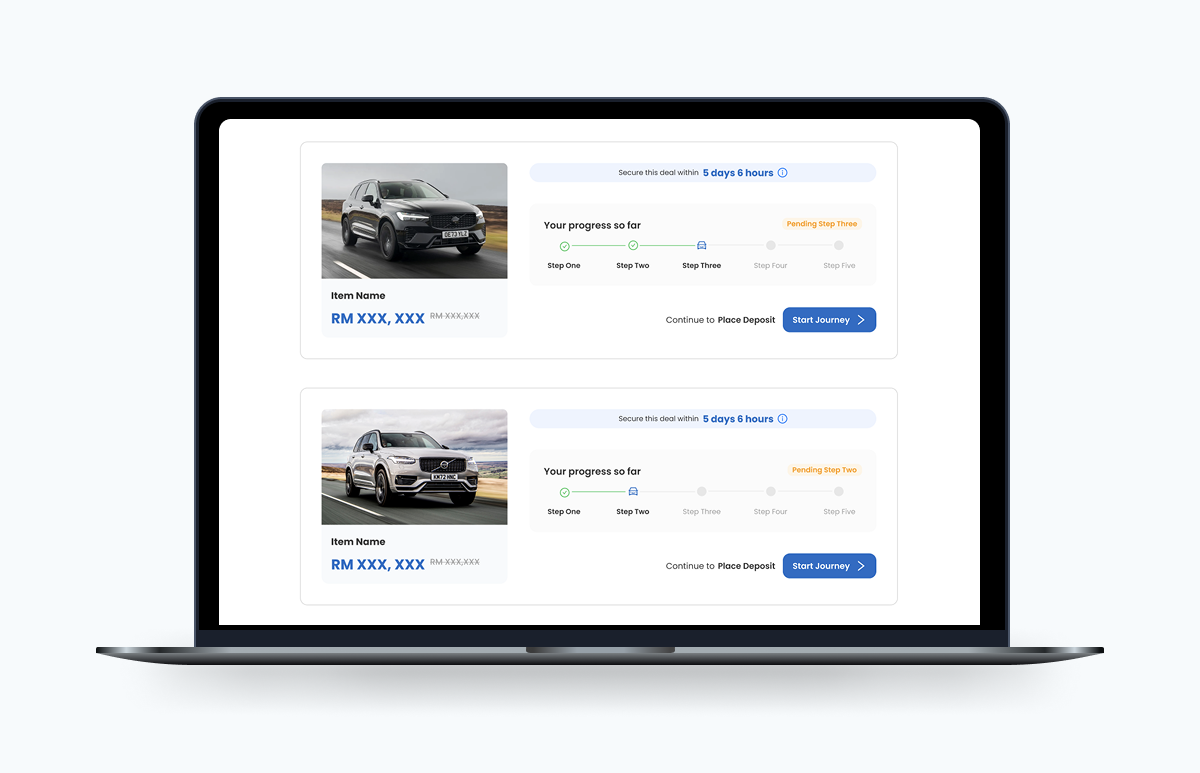 Secure this deal within 5 days 6 hours
Your progress so far
Pending Step Three
Step One
Step Two
Step Three
Step Four
Step Five
Item Name
RM XXX, XXX RM XXX,XXX
Continue to Place Deposit
Start Journey
Secure this deal within 5 days 6 hours
Your progress so far
Pending Step Two
Step One
Step Two
Step Three
Step Four
Step Five
Item Name
RM XXX, XXX RM XXX,XXX
Continue to Place Deposit
Start Journey